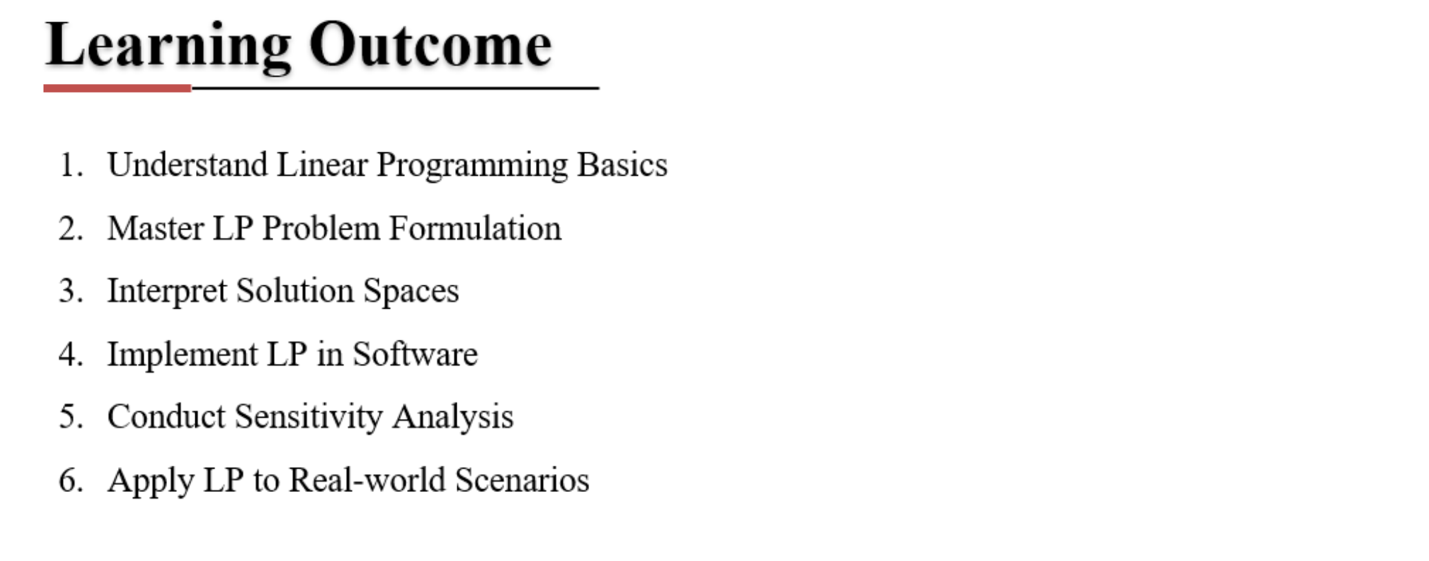 Learning Outcome
1. Understand Linear Programming Basics
2. Master LP Problem Formulation
3. Interpret Solution Spaces
4. Implement LP in Software
5. Conduct Sensitivity Analysis
6. Apply LP to Real-world Scenarios